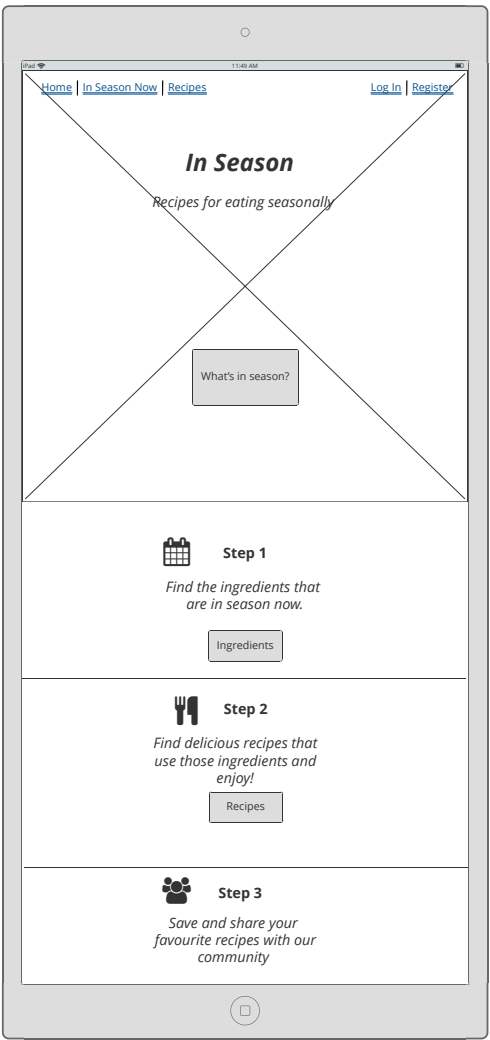 iPad 11:49 AM
Home | In Season Now | Recipes Log In | Register
In Season
Recipes for eating seasonally
What's in season?
Step 1
Find the ingredients that
are in season now.
Ingredients
Step 2
Find delicious recipes that
use those ingredients and
enjoy!
Recipes
Step 3
Save and share your
favourite recipes with our
community